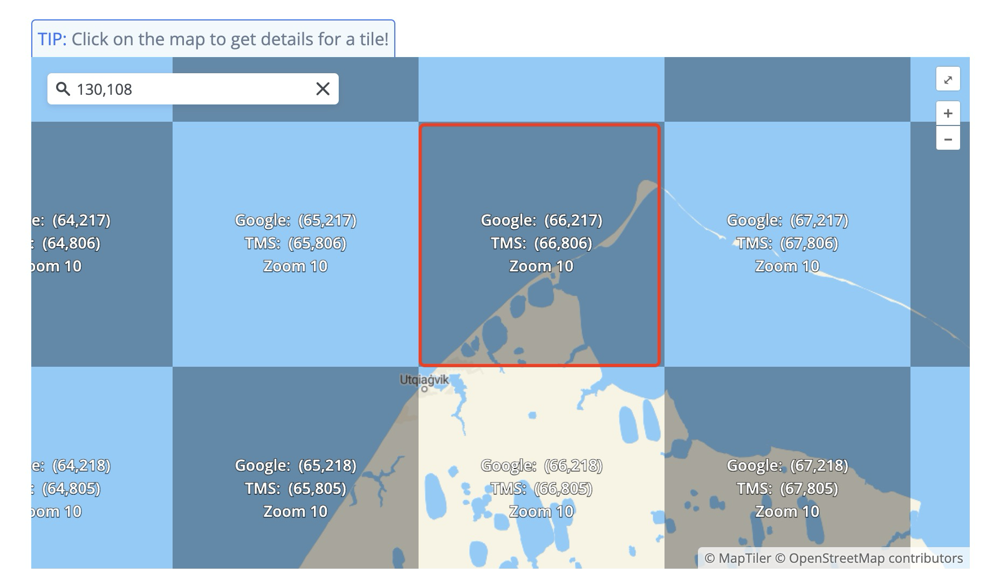 TIP: Click on the map to get details for a tile!
130,108
e: (64,217)
: (64,806)
oom 10
Google: (65,217)
TMS: (65,806)
Zoom 10
Google: (66,217)
TMS: (66,806)
Zoom 10
Google: (67,217)
TMS: (67,806)
Zoom 10
Utqiaġvik
e: (64,218)
: (64,805)
oom 10
Google: (65,218)
TMS: (65,805)
Zoom 10
Google: (66,218)
TMS: (66,805)
Zoom 10
Google: (67,218)
TMS: (67,805)
Zoom 10
© MapTiler © OpenStreetMap contributors